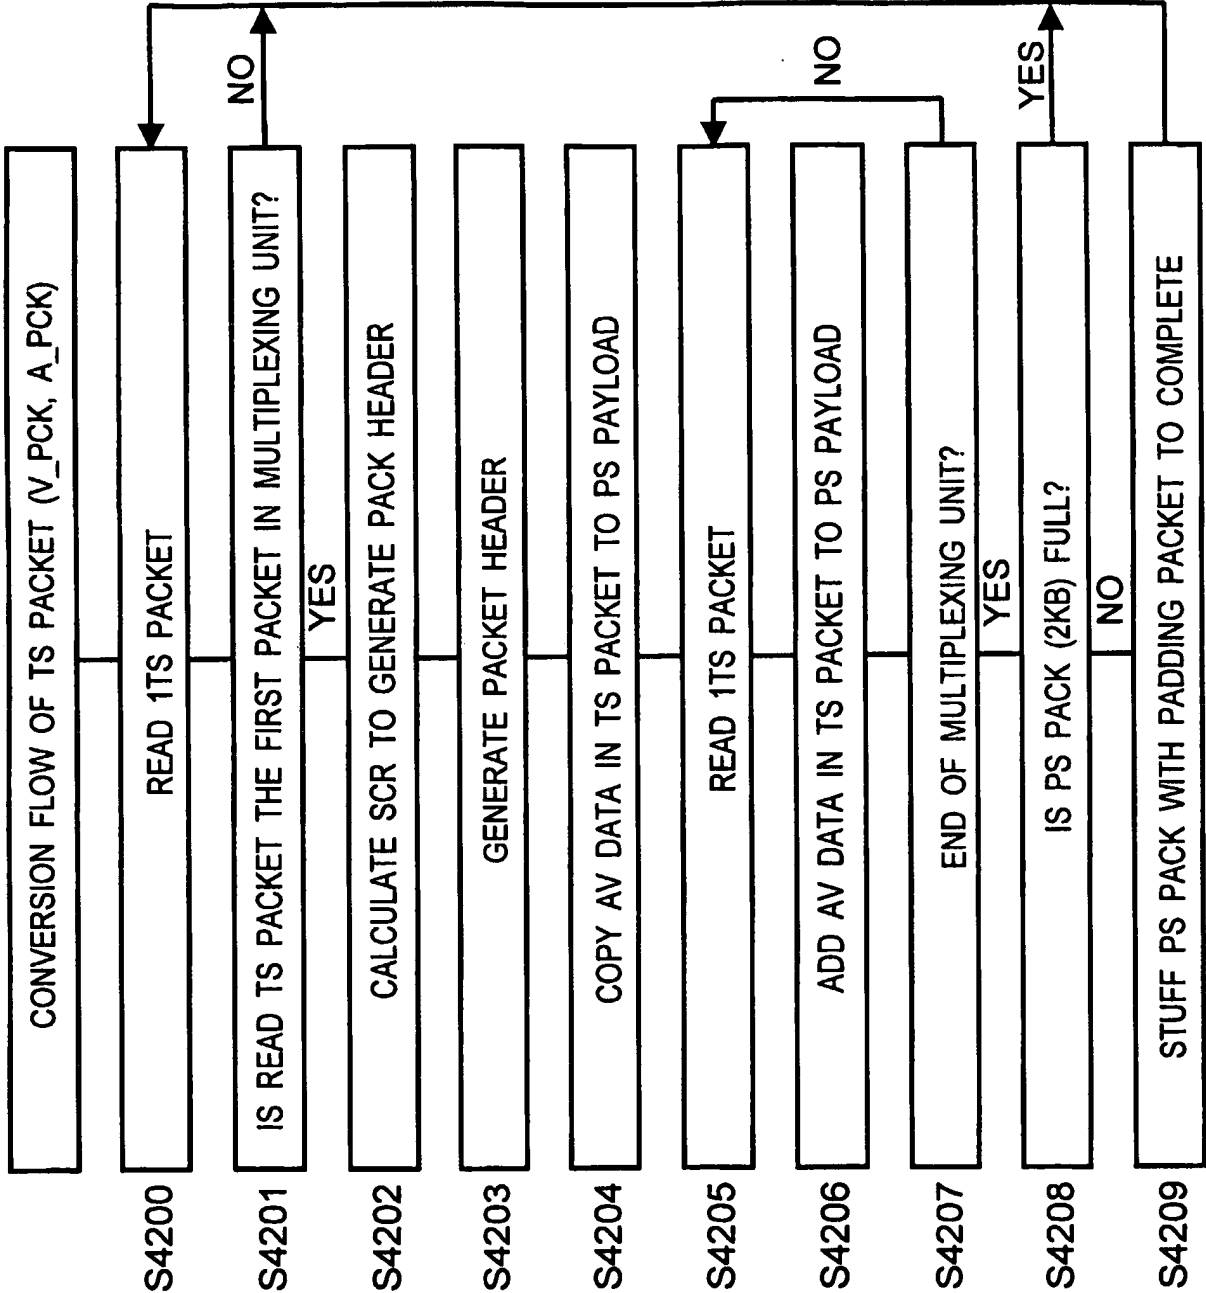 CONVERSION FLOW OF TS PACKET (V_PCK, A_PCK)
S4200
READ 1TS PACKET
S4201
IS READ TS PACKET THE FIRST PACKET IN MULTIPLEXING UNIT?
NO
YES
S4202
CALCULATE SCR TO GENERATE PACK HEADER
S4203
GENERATE PACKET HEADER
S4204
COPY AV DATA IN TS PACKET TO PS PAYLOAD
S4205
READ 1TS PACKET
S4206
ADD AV DATA IN TS PACKET TO PS PAYLOAD
S4207
END OF MULTIPLEXING UNIT?
NO
YES
S4208
IS PS PACK (2KB) FULL?
YES
NO
S4209
STUFF PS PACK WITH PADDING PACKET TO COMPLETE